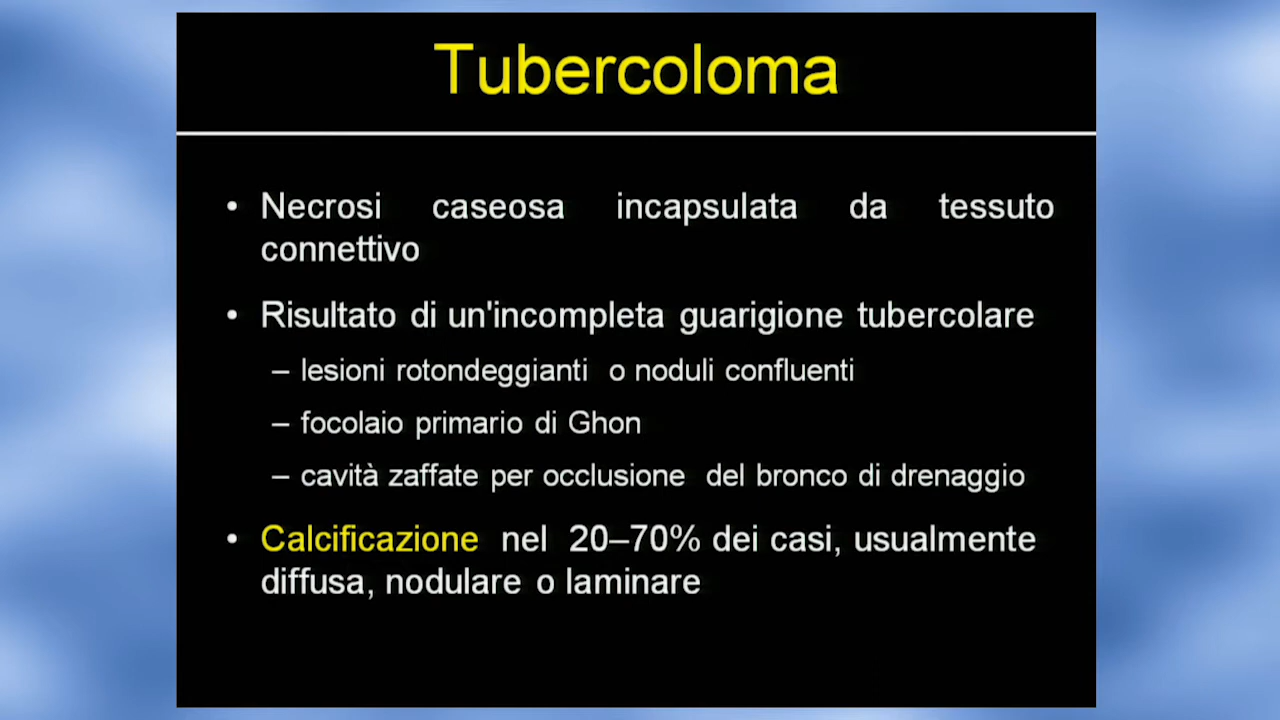 Tubercoloma
• Necrosi caseosa incapsulata da tessuto
connettivo
• Risultato di un'incompleta guarigione tubercolare
– lesioni rotondeggianti o noduli confluenti
– focolaio primario di Ghon
– cavità zaffate per occlusione del bronco di drenaggio
• Calcificazione nel 20–70% dei casi, usualmente
diffusa, nodulare o laminare